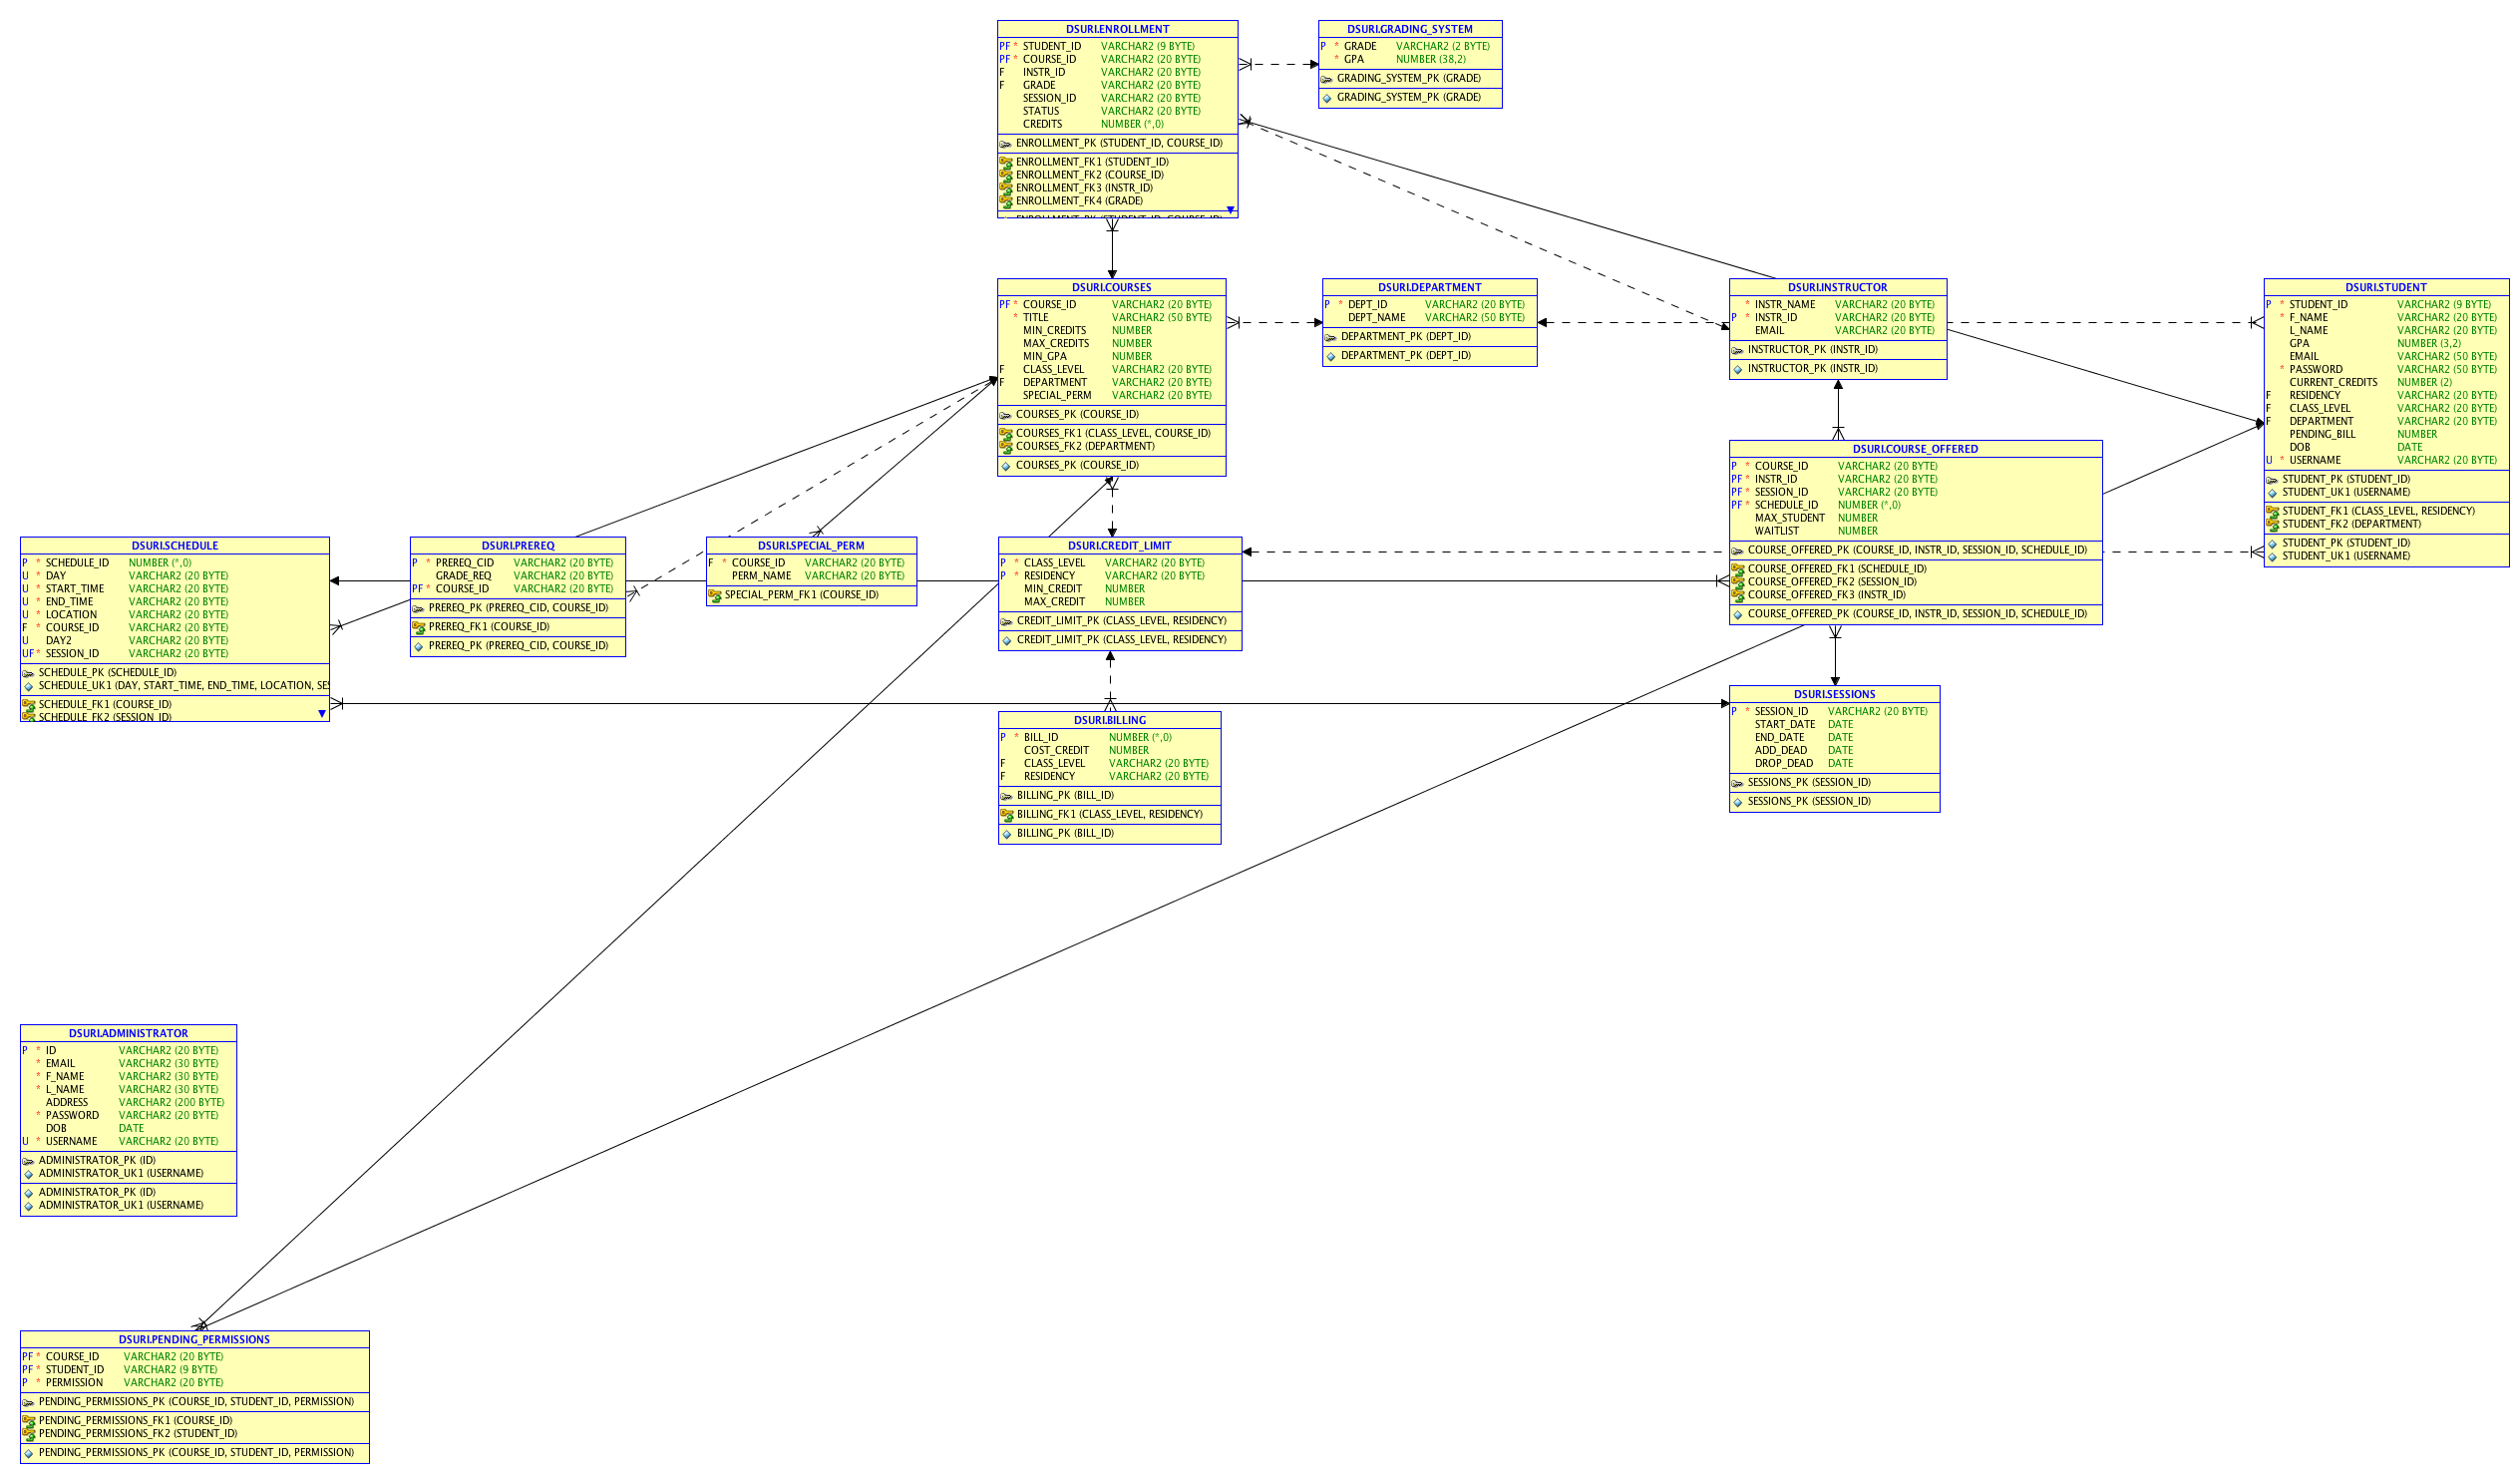 DSURI.ENROLLMENT
PF * STUDENT_ID VARCHAR2 (9 BYTE)
PF * COURSE_ID VARCHAR2 (20 BYTE)
F INSTR_ID VARCHAR2 (20 BYTE)
F GRADE VARCHAR2 (20 BYTE)
SESSION_ID VARCHAR2 (20 BYTE)
STATUS VARCHAR2 (20 BYTE)
CREDITS NUMBER (*,0)
ENROLLMENT_PK (STUDENT_ID, COURSE_ID)
ENROLLMENT_FK1 (STUDENT_ID)
ENROLLMENT_FK2 (COURSE_ID)
ENROLLMENT_FK3 (INSTR_ID)
ENROLLMENT_FK4 (GRADE)
ENROLLMENT_PK (STUDENT_ID, COURSE_ID)
DSURI.GRADING_SYSTEM
P * GRADE VARCHAR2 (2 BYTE)
* GPA NUMBER (38,2)
GRADING_SYSTEM_PK (GRADE)
GRADING_SYSTEM_PK (GRADE)
DSURI.COURSES
PF * COURSE_ID VARCHAR2 (20 BYTE)
* TITLE VARCHAR2 (50 BYTE)
MIN_CREDITS NUMBER
MAX_CREDITS NUMBER
MIN_GPA NUMBER
F CLASS_LEVEL VARCHAR2 (20 BYTE)
F DEPARTMENT VARCHAR2 (20 BYTE)
SPECIAL_PERM VARCHAR2 (20 BYTE)
COURSES_PK (COURSE_ID)
COURSES_FK1 (CLASS_LEVEL, COURSE_ID)
COURSES_FK2 (DEPARTMENT)
COURSES_PK (COURSE_ID)
DSURI.DEPARTMENT
P * DEPT_ID VARCHAR2 (20 BYTE)
DEPT_NAME VARCHAR2 (50 BYTE)
DEPARTMENT_PK (DEPT_ID)
DEPARTMENT_PK (DEPT_ID)
DSURI.INSTRUCTOR
* INSTR_NAME VARCHAR2 (20 BYTE)
P * INSTR_ID VARCHAR2 (20 BYTE)
EMAIL VARCHAR2 (20 BYTE)
INSTRUCTOR_PK (INSTR_ID)
INSTRUCTOR_PK (INSTR_ID)
DSURI.STUDENT
P * STUDENT_ID VARCHAR2 (9 BYTE)
* F_NAME VARCHAR2 (20 BYTE)
L_NAME VARCHAR2 (20 BYTE)
GPA NUMBER (3,2)
EMAIL VARCHAR2 (50 BYTE)
* PASSWORD VARCHAR2 (50 BYTE)
CURRENT_CREDITS NUMBER (2)
F RESIDENCY VARCHAR2 (20 BYTE)
F CLASS_LEVEL VARCHAR2 (20 BYTE)
F DEPARTMENT VARCHAR2 (20 BYTE)
PENDING_BILL NUMBER
DOB DATE
U * USERNAME VARCHAR2 (20 BYTE)
STUDENT_PK (STUDENT_ID)
STUDENT_UK1 (USERNAME)
STUDENT_FK1 (CLASS_LEVEL, RESIDENCY)
STUDENT_FK2 (DEPARTMENT)
STUDENT_PK (STUDENT_ID)
STUDENT_UK1 (USERNAME)
DSURI.COURSE_OFFERED
P * COURSE_ID VARCHAR2 (20 BYTE)
PF * INSTR_ID VARCHAR2 (20 BYTE)
PF * SESSION_ID VARCHAR2 (20 BYTE)
PF * SCHEDULE_ID NUMBER (*,0)
MAX_STUDENT NUMBER
WAITLIST NUMBER
COURSE_OFFERED_PK (COURSE_ID, INSTR_ID, SESSION_ID, SCHEDULE_ID)
COURSE_OFFERED_FK1 (SCHEDULE_ID)
COURSE_OFFERED_FK2 (SESSION_ID)
COURSE_OFFERED_FK3 (INSTR_ID)
COURSE_OFFERED_PK (COURSE_ID, INSTR_ID, SESSION_ID, SCHEDULE_ID)
DSURI.SCHEDULE
P * SCHEDULE_ID NUMBER (*,0)
U * DAY VARCHAR2 (20 BYTE)
U * START_TIME VARCHAR2 (20 BYTE)
U * END_TIME VARCHAR2 (20 BYTE)
U * LOCATION VARCHAR2 (20 BYTE)
F * COURSE_ID VARCHAR2 (20 BYTE)
U DAY2 VARCHAR2 (20 BYTE)
UF * SESSION_ID VARCHAR2 (20 BYTE)
SCHEDULE_PK (SCHEDULE_ID)
SCHEDULE_UK1 (DAY, START_TIME, END_TIME, LOCATION, SES
SCHEDULE_FK1 (COURSE_ID)
SCHEDULE_FK2 (SESSION_ID)
DSURI.PREREQ
P * PREREQ_CID VARCHAR2 (20 BYTE)
GRADE_REQ VARCHAR2 (20 BYTE)
PF * COURSE_ID VARCHAR2 (20 BYTE)
PREREQ_PK (PREREQ_CID, COURSE_ID)
PREREQ_FK1 (COURSE_ID)
PREREQ_PK (PREREQ_CID, COURSE_ID)
DSURI.SPECIAL_PERM
F * COURSE_ID VARCHAR2 (20 BYTE)
PERM_NAME VARCHAR2 (20 BYTE)
SPECIAL_PERM_FK1 (COURSE_ID)
DSURI.CREDIT_LIMIT
P * CLASS_LEVEL VARCHAR2 (20 BYTE)
P * RESIDENCY VARCHAR2 (20 BYTE)
MIN_CREDIT NUMBER
MAX_CREDIT NUMBER
CREDIT_LIMIT_PK (CLASS_LEVEL, RESIDENCY)
CREDIT_LIMIT_PK (CLASS_LEVEL, RESIDENCY)
DSURI.BILLING
P * BILL_ID NUMBER (*,0)
COST_CREDIT NUMBER
F CLASS_LEVEL VARCHAR2 (20 BYTE)
F RESIDENCY VARCHAR2 (20 BYTE)
BILLING_PK (BILL_ID)
BILLING_FK1 (CLASS_LEVEL, RESIDENCY)
BILLING_PK (BILL_ID)
DSURI.SESSIONS
P * SESSION_ID VARCHAR2 (20 BYTE)
START_DATE DATE
END_DATE DATE
ADD_DEAD DATE
DROP_DEAD DATE
SESSIONS_PK (SESSION_ID)
SESSIONS_PK (SESSION_ID)
DSURI.ADMINISTRATOR
P * ID VARCHAR2 (20 BYTE)
* EMAIL VARCHAR2 (30 BYTE)
* F_NAME VARCHAR2 (30 BYTE)
* L_NAME VARCHAR2 (30 BYTE)
ADDRESS VARCHAR2 (200 BYTE)
* PASSWORD VARCHAR2 (20 BYTE)
DOB DATE
U * USERNAME VARCHAR2 (20 BYTE)
ADMINISTRATOR_PK (ID)
ADMINISTRATOR_UK1 (USERNAME)
ADMINISTRATOR_PK (ID)
ADMINISTRATOR_UK1 (USERNAME)
DSURI.PENDING_PERMISSIONS
PF * COURSE_ID VARCHAR2 (20 BYTE)
PF * STUDENT_ID VARCHAR2 (9 BYTE)
P * PERMISSION VARCHAR2 (20 BYTE)
PENDING_PERMISSIONS_PK (COURSE_ID, STUDENT_ID, PERMISSION)
PENDING_PERMISSIONS_FK1 (COURSE_ID)
PENDING_PERMISSIONS_FK2 (STUDENT_ID)
PENDING_PERMISSIONS_PK (COURSE_ID, STUDENT_ID, PERMISSION)